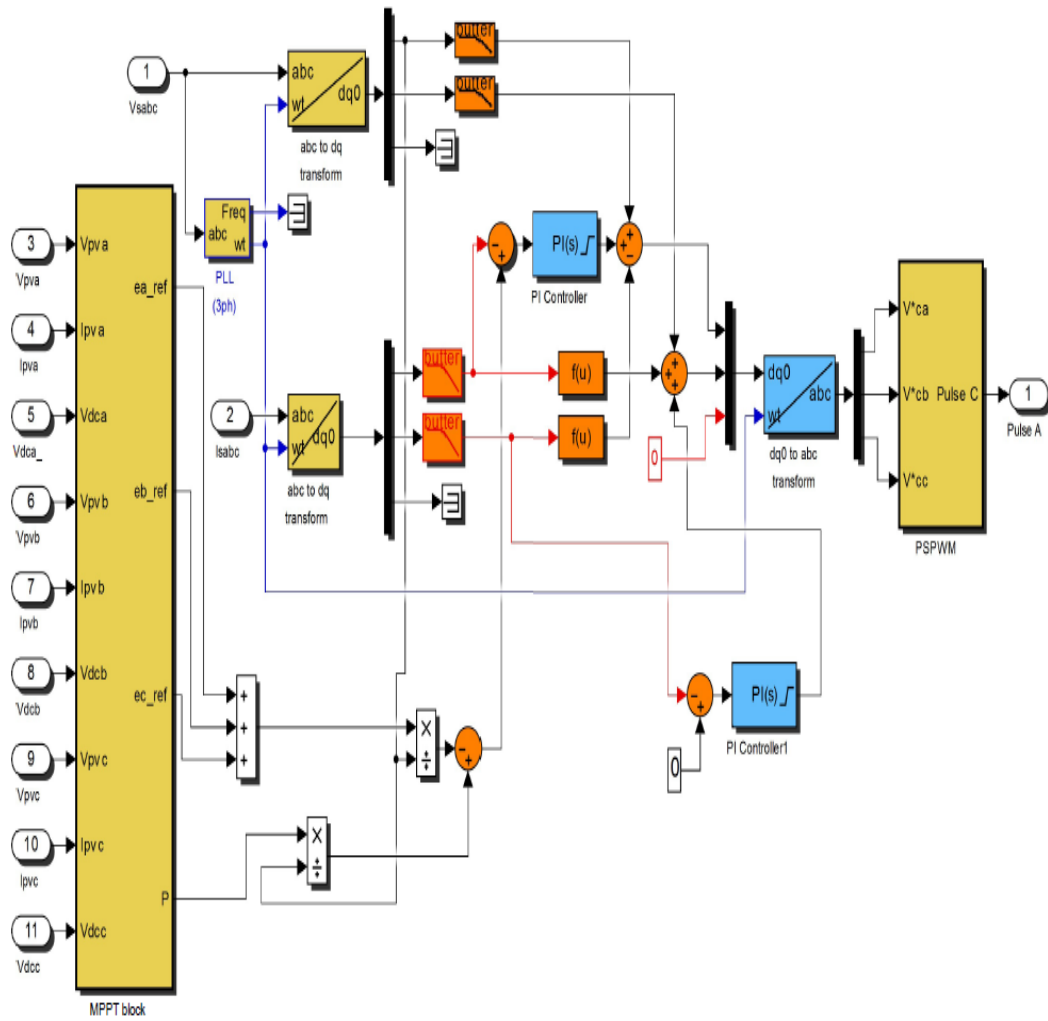 butter
1
Vsabc
abc
wt
dq0
butter
abc to dq
transform
Freq
abc
wt
PLL
(3ph)
3
Vpva
Vpva
ea_ref
PI(s)
PI Controller
4
Ipva
Ipva
butter
f(u)
V*ca
V*cb
V*cc
Pulse C
PSPWM
1
Pulse A
dq0
wt
abc
dq0 to abc
transform
5
Vdca_
Vdca
2
Isabc
abc
wt
dq0
abc to dq
transform
butter
f(u)
0
6
Vpvb
Vpvb
eb_ref
7
Ipvb
Ipvb
8
Vdcb
Vdcb
ec_ref
PI(s)
PI Controller1
0
9
Vpvc
Vpvc
10
Ipvc
Ipvc
P
11
Vdcc
Vdcc
MPPT block